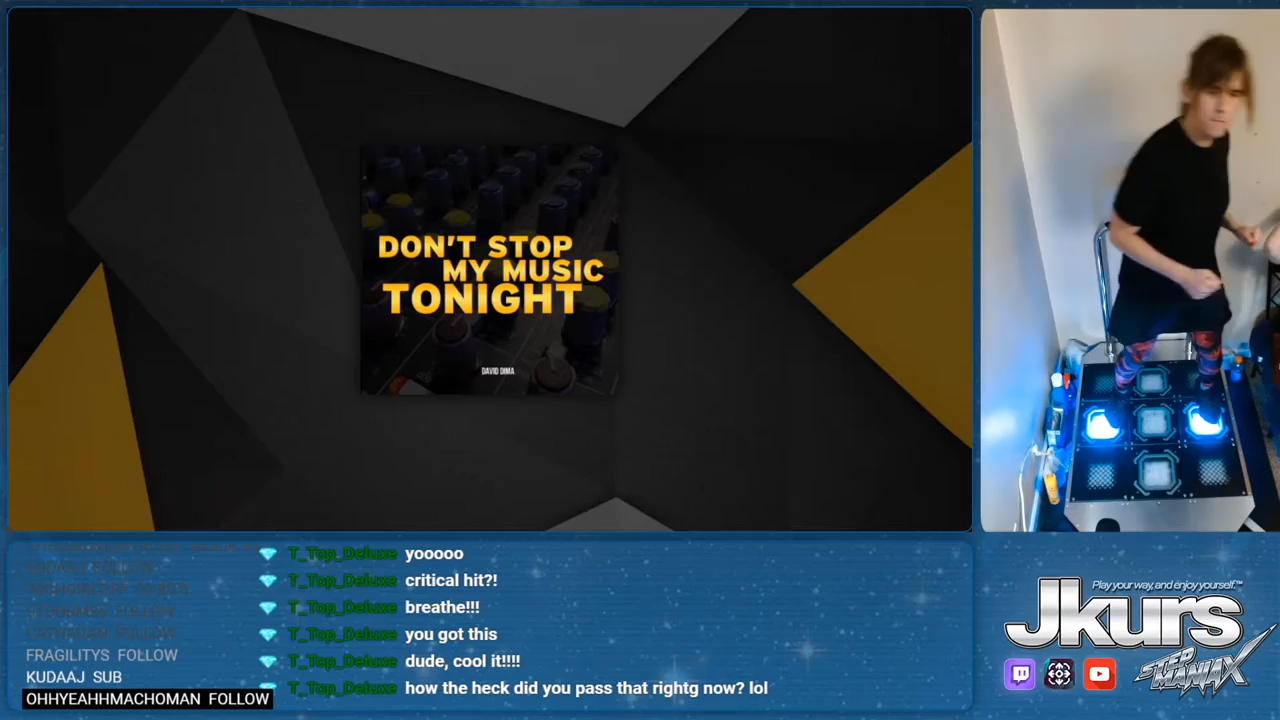 DON'T STOP
MY MUSIC
TONIGHT
DAVID DIMA
T_Top_Deluxe yooooo
T_Top_Deluxe critical hit?!
T_Top_Deluxe breathe!!!
T_Top_Deluxe you got this
FRAGILITYS FOLLOW
T_Top_Deluxe dude, cool it!!!!
KUDAAJ SUB
T_Top_Deluxe how the heck did you pass that rightg now? lol
OHHYEAHHMACHOMAN FOLLOW
Play your way, and enjoy yourself.™
Jkurs
STEP
MANIAX